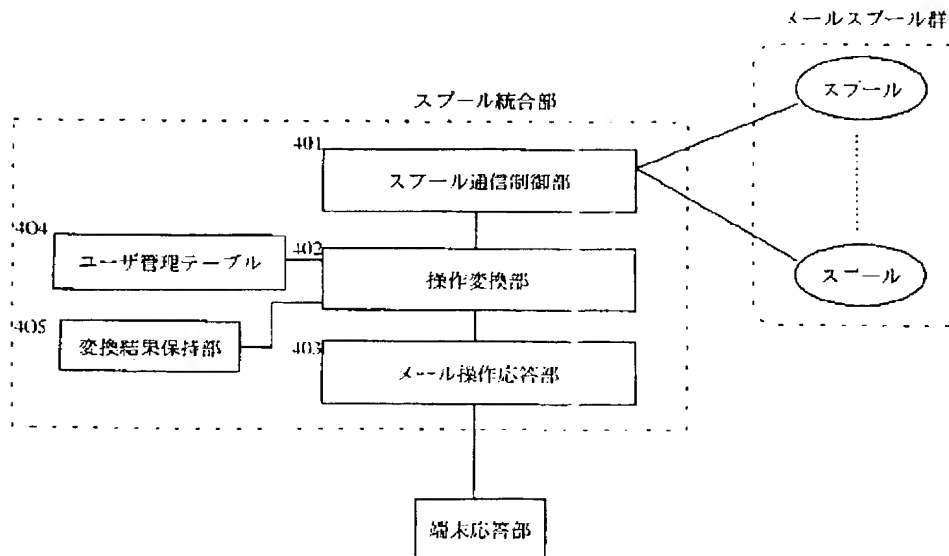 メールスプール群
スプール
スプール統合部
401
スプール通信制御部
404
ユーザ管理テーブル
402
操作変換部
スプール
405
変換結果保持部
403
メール操作応答部
端末応答部